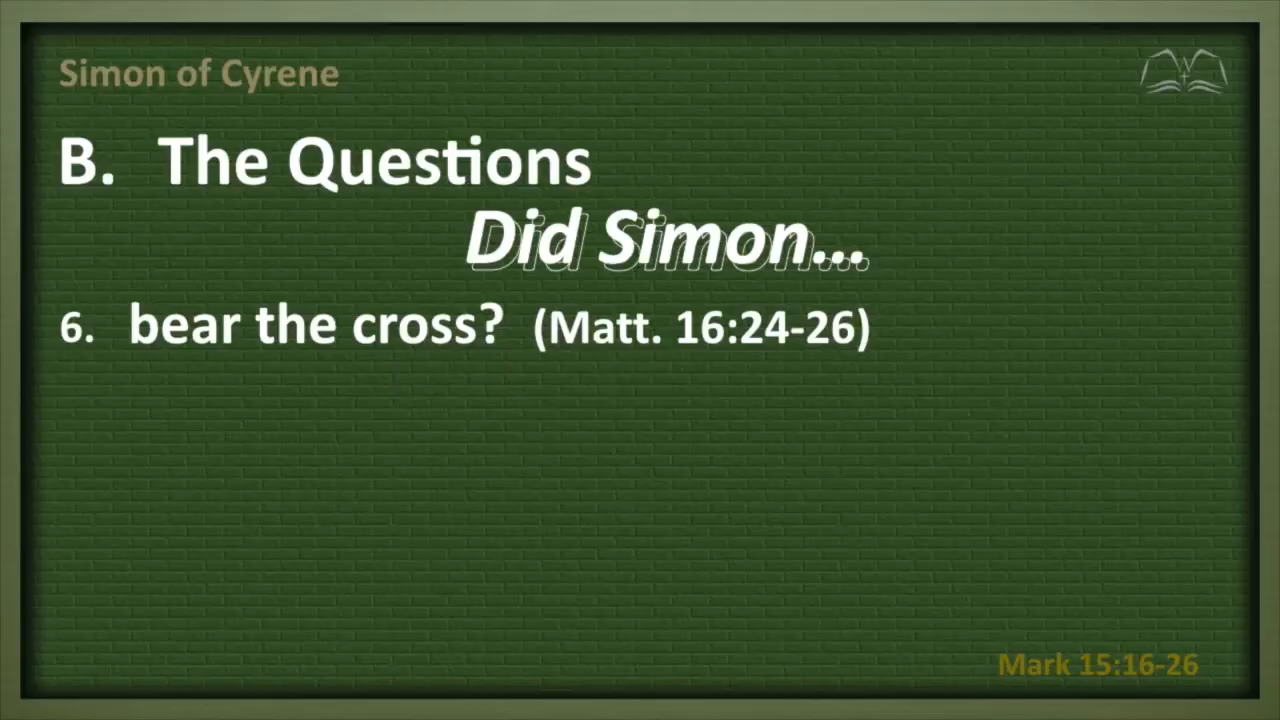 Simon of Cyrene
B. The Questions
Did Simon...
6. bear the cross? (Matt. 16:24-26)
Mark 15:16-26